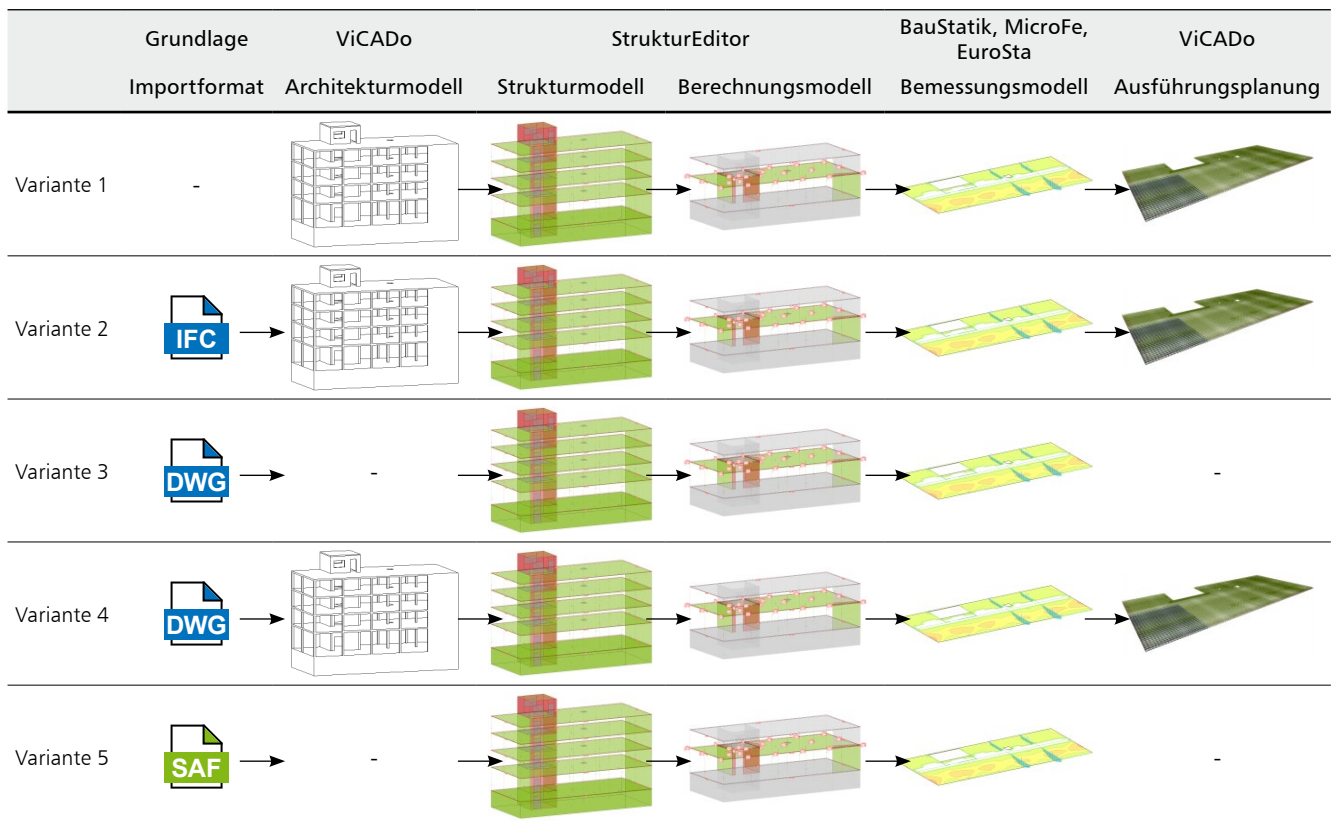 Grundlage ViCADo StrukturEditor BauStatik, MicroFe, EuroSta ViCADo
Importformat Architekturmodell Strukturmodell Berechnungsmodell Bemessungsmodell Ausführungsplanung
Variante 1 -
Variante 2 IFC
Variante 3 DWG - -
Variante 4 DWG
Variante 5 SAF - -